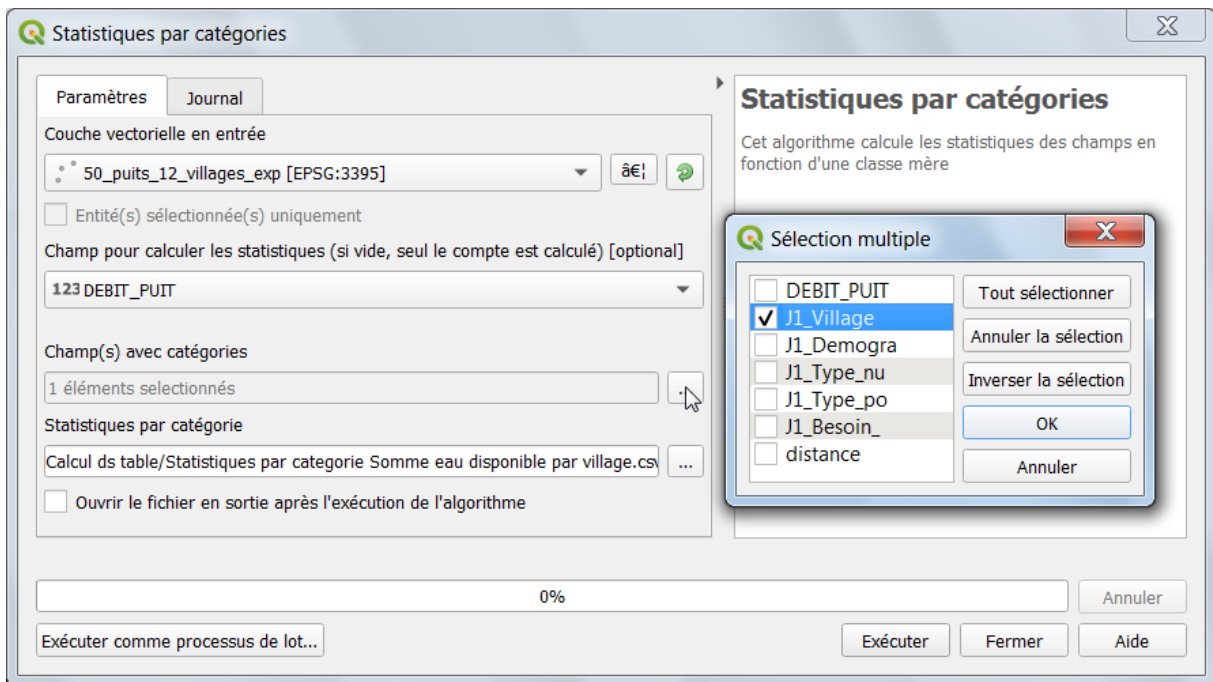 Statistiques par catégories
Paramètres
Journal
Couche vectorielle en entrée
50_puits_12_villages_exp [EPSG:3395]
â€¦
Entité(s) sélectionnée(s) uniquement
Champ pour calculer les statistiques (si vide, seul le compte est calculé) [optional]
123 DEBIT_PUIT
Champ(s) avec catégories
1 éléments selectionnés
Statistiques par catégorie
Calcul ds table/Statistiques par categorie Somme eau disponible par village.csv
...
Ouvrir le fichier en sortie après l'exécution de l'algorithme
Statistiques par catégories
Cet algorithme calcule les statistiques des champs en
fonction d'une classe mère
Sélection multiple
DEBIT_PUIT
J1_Village
J1_Demogra
J1_Type_nu
J1_Type_po
J1_Besoin_
distance
Tout sélectionner
Annuler la sélection
Inverser la sélection
OK
Annuler
0%
Annuler
Exécuter comme processus de lot...
Exécuter
Fermer
Aide